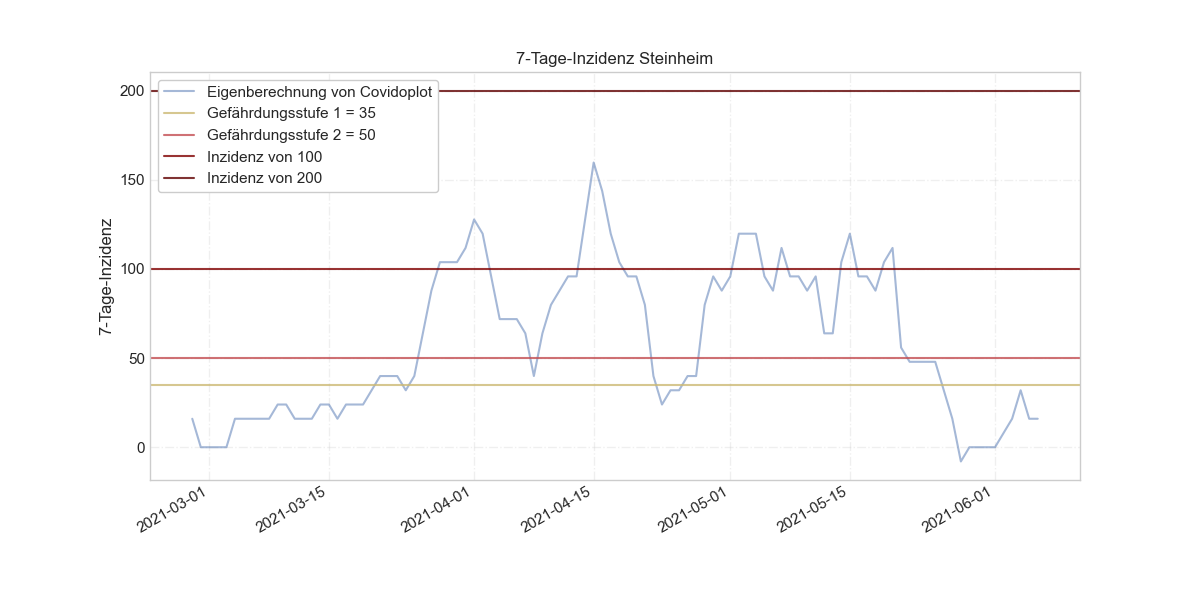 7-Tage-Inzidenz Steinheim
Eigenberechnung von Covidoplot
Gefährdungsstufe 1 = 35
Gefährdungsstufe 2 = 50
Inzidenz von 100
Inzidenz von 200
7-Tage-Inzidenz
200
150
100
50
0
2021-03-01
2021-03-15
2021-04-01
2021-04-15
2021-05-01
2021-05-15
2021-06-01